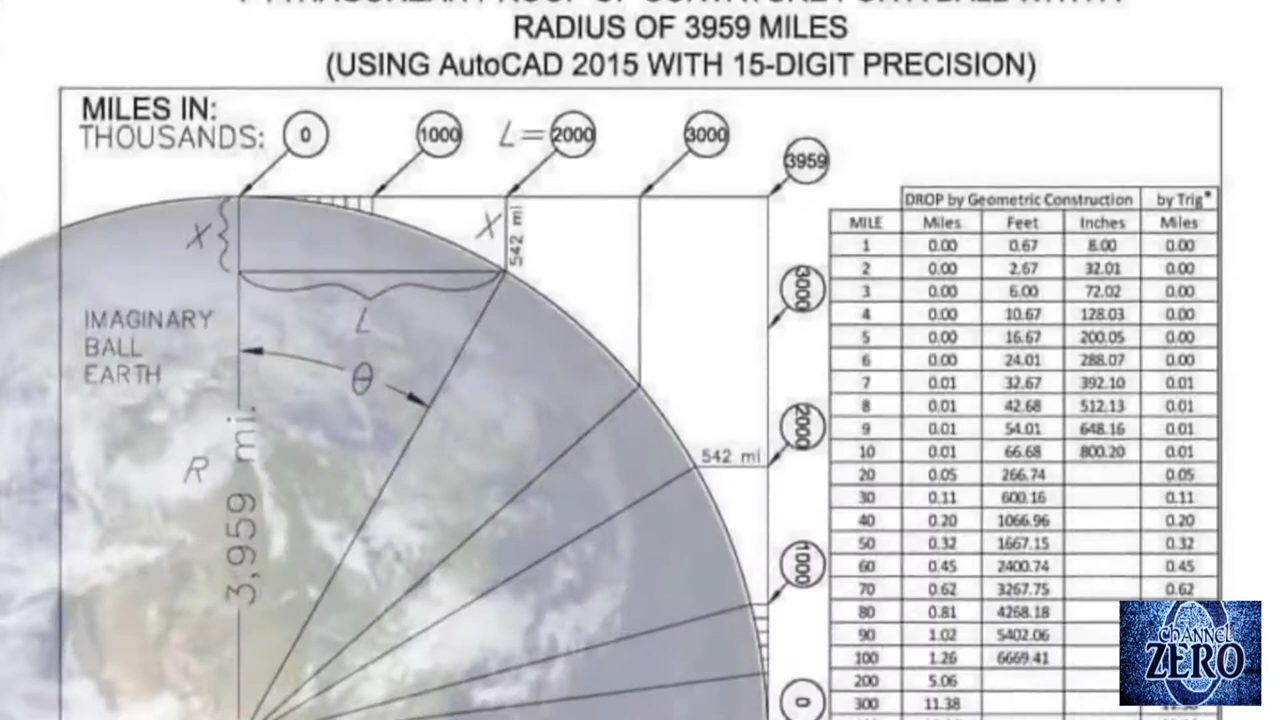 RADIUS OF 3959 MILES
(USING AutoCAD 2015 WITH 15-DIGIT PRECISION)
MILES IN:
THOUSANDS:
0
1000
L=2000
3000
3959
X
X
542 mi
L
IMAGINARY
BALL
EARTH
θ
R
3,959 mi.
3000
2000
542 mi
1000
0
DROP by Geometric Construction by Trig*
MILE Miles Feet Inches Miles
1 0.00 0.67 8.00 0.00
2 0.00 2.67 32.01 0.00
3 0.00 6.00 72.02 0.00
4 0.00 10.67 128.03 0.00
5 0.00 16.67 200.05 0.00
6 0.00 24.01 288.07 0.00
7 0.01 32.67 392.10 0.01
8 0.01 42.68 512.13 0.01
9 0.01 54.01 648.16 0.01
10 0.01 66.68 800.20 0.01
20 0.05 266.74 0.05
30 0.11 600.16 0.11
40 0.20 1066.96 0.20
50 0.32 1667.15 0.32
60 0.45 2400.74 0.45
70 0.62 3267.75 0.62
80 0.81 4268.18
90 1.02 5402.06
100 1.26 6669.41
200 5.06
300 11.38
channel
ZERO